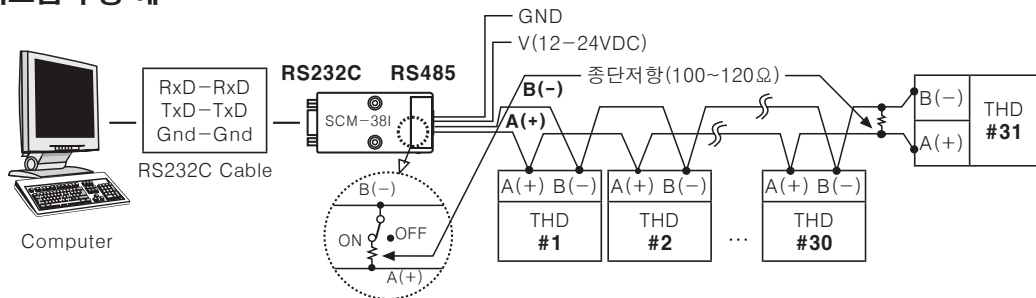 GND
V(12-24VDC)
RS232C RS485
B(-)
종단저항(100~120Ω)
RxD-RxD
TxD-TxD
Gnd-Gnd
SCM-38I
A(+)
B(-)
A(+)
THD
#31
RS232C Cable
Computer
A(+) B(-)
THD
#1
A(+) B(-)
THD
#2
...
A(+) B(-)
THD
#30
B(-)
ON
OFF
A(+)